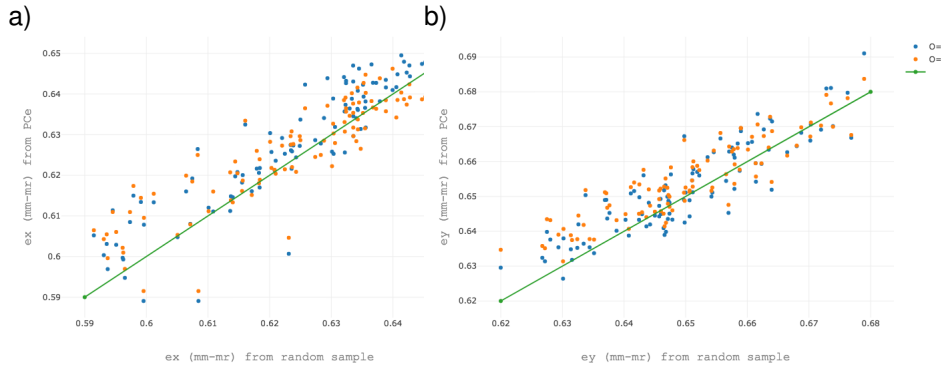 a)
b)
0.65
0.64
0.63
0.62
0.61
0.6
0.59
ex (mm-mr) from PCe
0.59 0.6 0.61 0.62 0.63 0.64
ex (mm-mr) from random sample
0.69
0.68
0.67
0.66
0.65
0.64
0.63
0.62
ey (mm-mr) from PCe
0.62 0.63 0.64 0.65 0.66 0.67 0.68
ey (mm-mr) from random sample
O=
O=